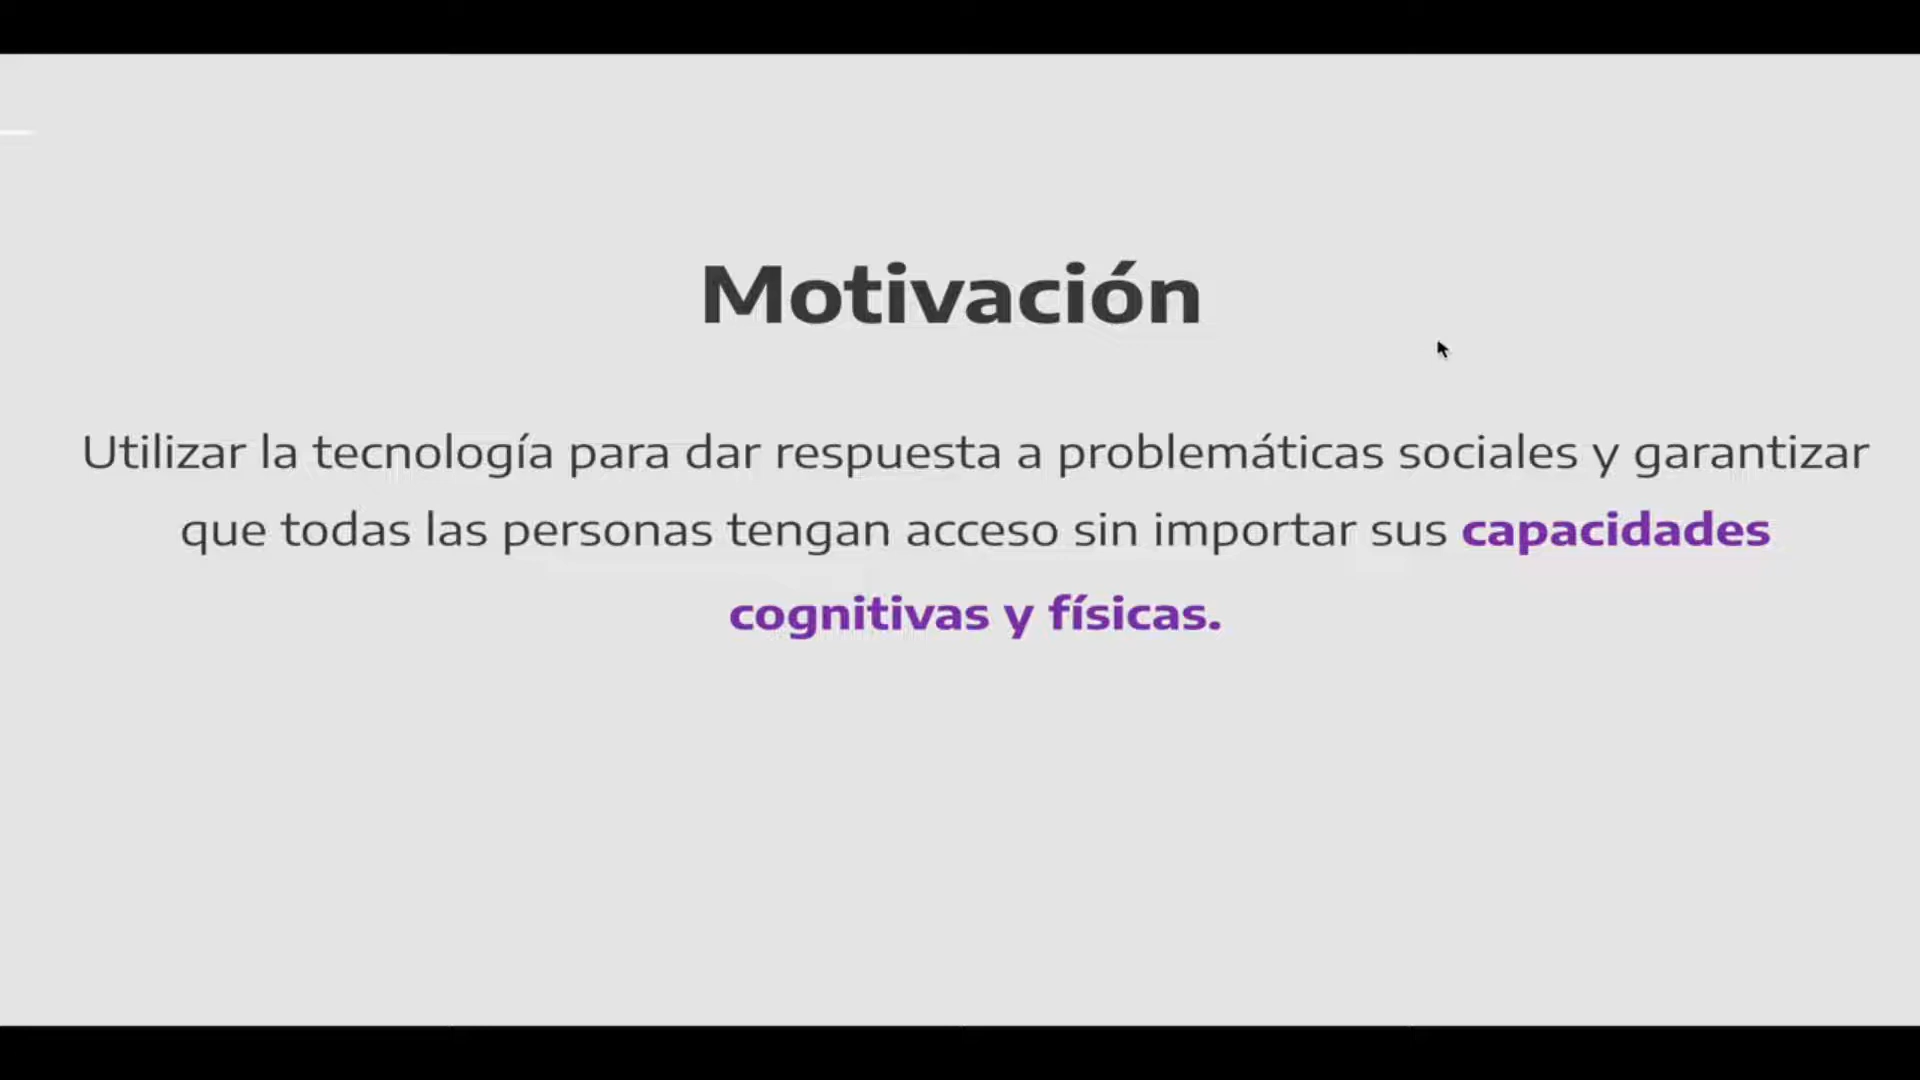 Motivación
Utilizar la tecnología para dar respuesta a problemáticas sociales y garantizar
que todas las personas tengan acceso sin importar sus capacidades
cognitivas y físicas.